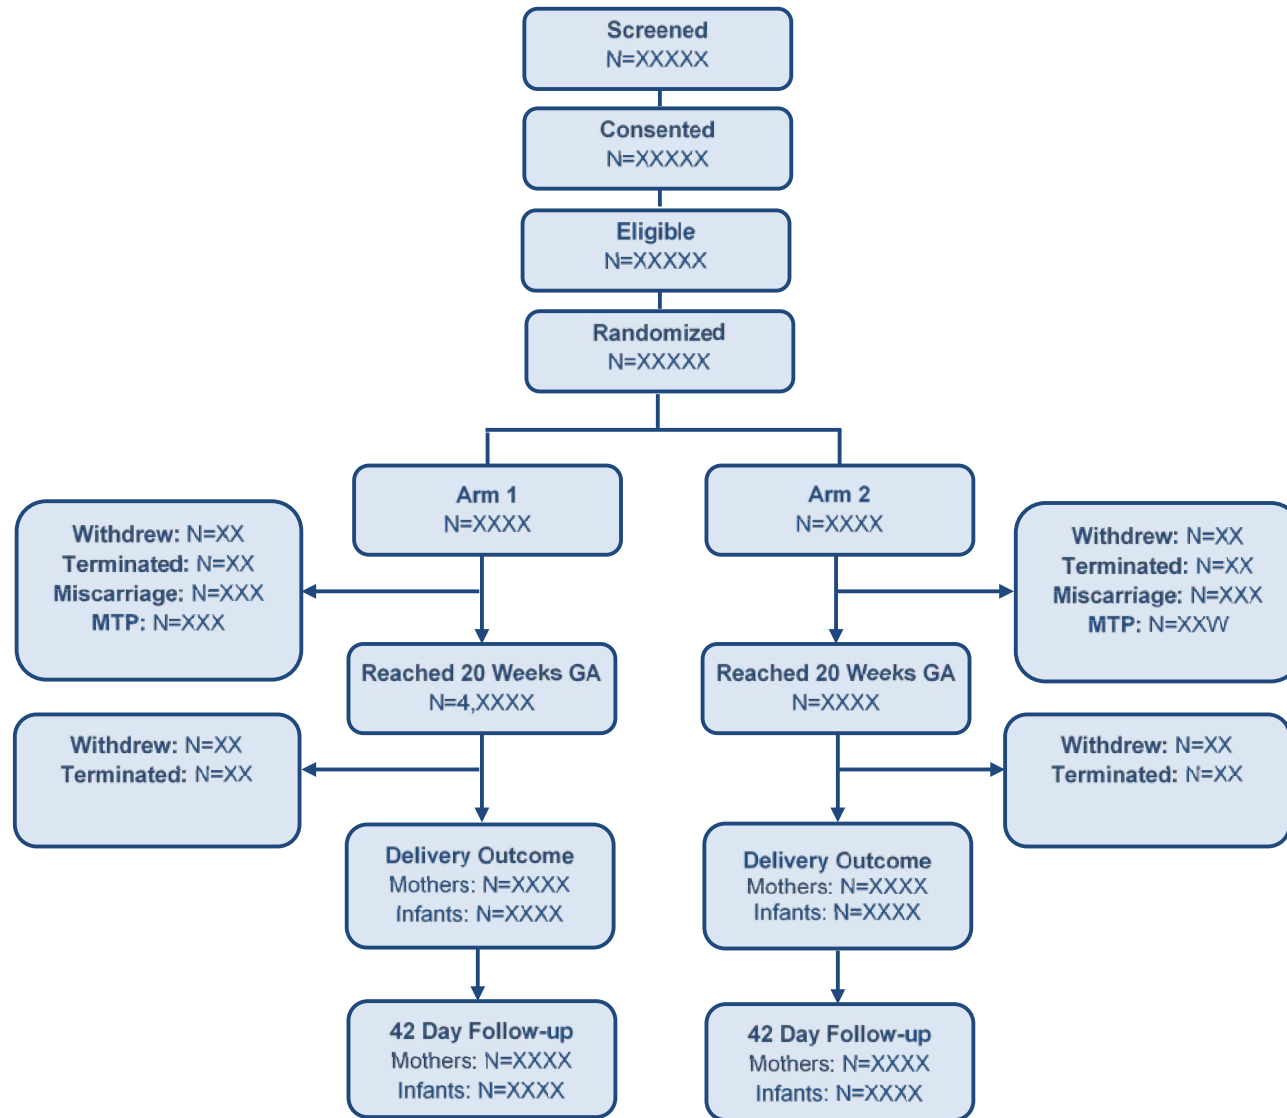 Screened
N=XXXXX
Consented
N=XXXXX
Eligible
N=XXXXX
Randomized
N=XXXXX
Arm 1
N=XXXX
Arm 2
N=XXXX
Withdrew: N=XX
Terminated: N=XX
Miscarriage: N=XXX
MTP: N=XXX
Withdrew: N=XX
Terminated: N=XX
Miscarriage: N=XXX
MTP: N=XXW
Reached 20 Weeks GA
N=4,XXXX
Reached 20 Weeks GA
N=XXXX
Withdrew: N=XX
Terminated: N=XX
Withdrew: N=XX
Terminated: N=XX
Delivery Outcome
Mothers: N=XXXX
Infants: N=XXXX
Delivery Outcome
Mothers: N=XXXX
Infants: N=XXXX
42 Day Follow-up
Mothers: N=XXXX
Infants: N=XXXX
42 Day Follow-up
Mothers: N=XXXX
Infants: N=XXXX